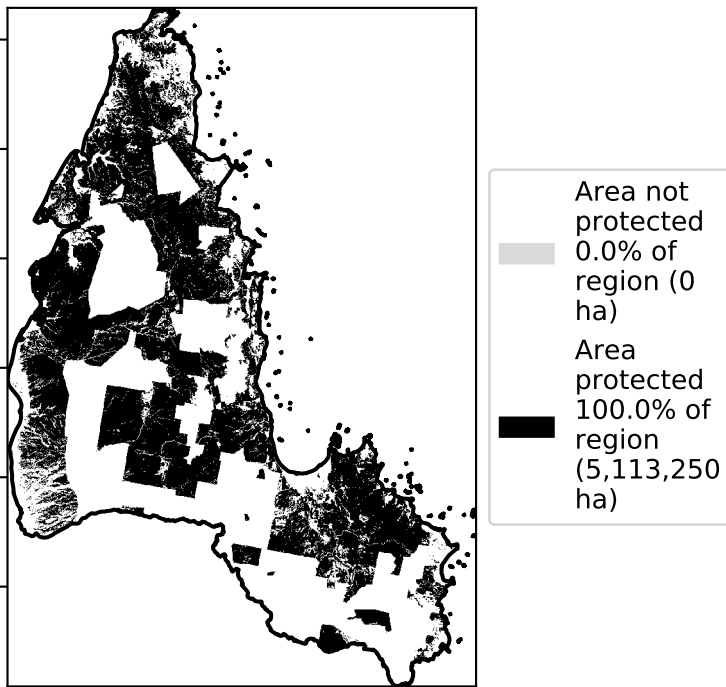 Area not
protected
0.0% of
region (0
ha)
Area
protected
100.0% of
region
(5,113,250
ha)